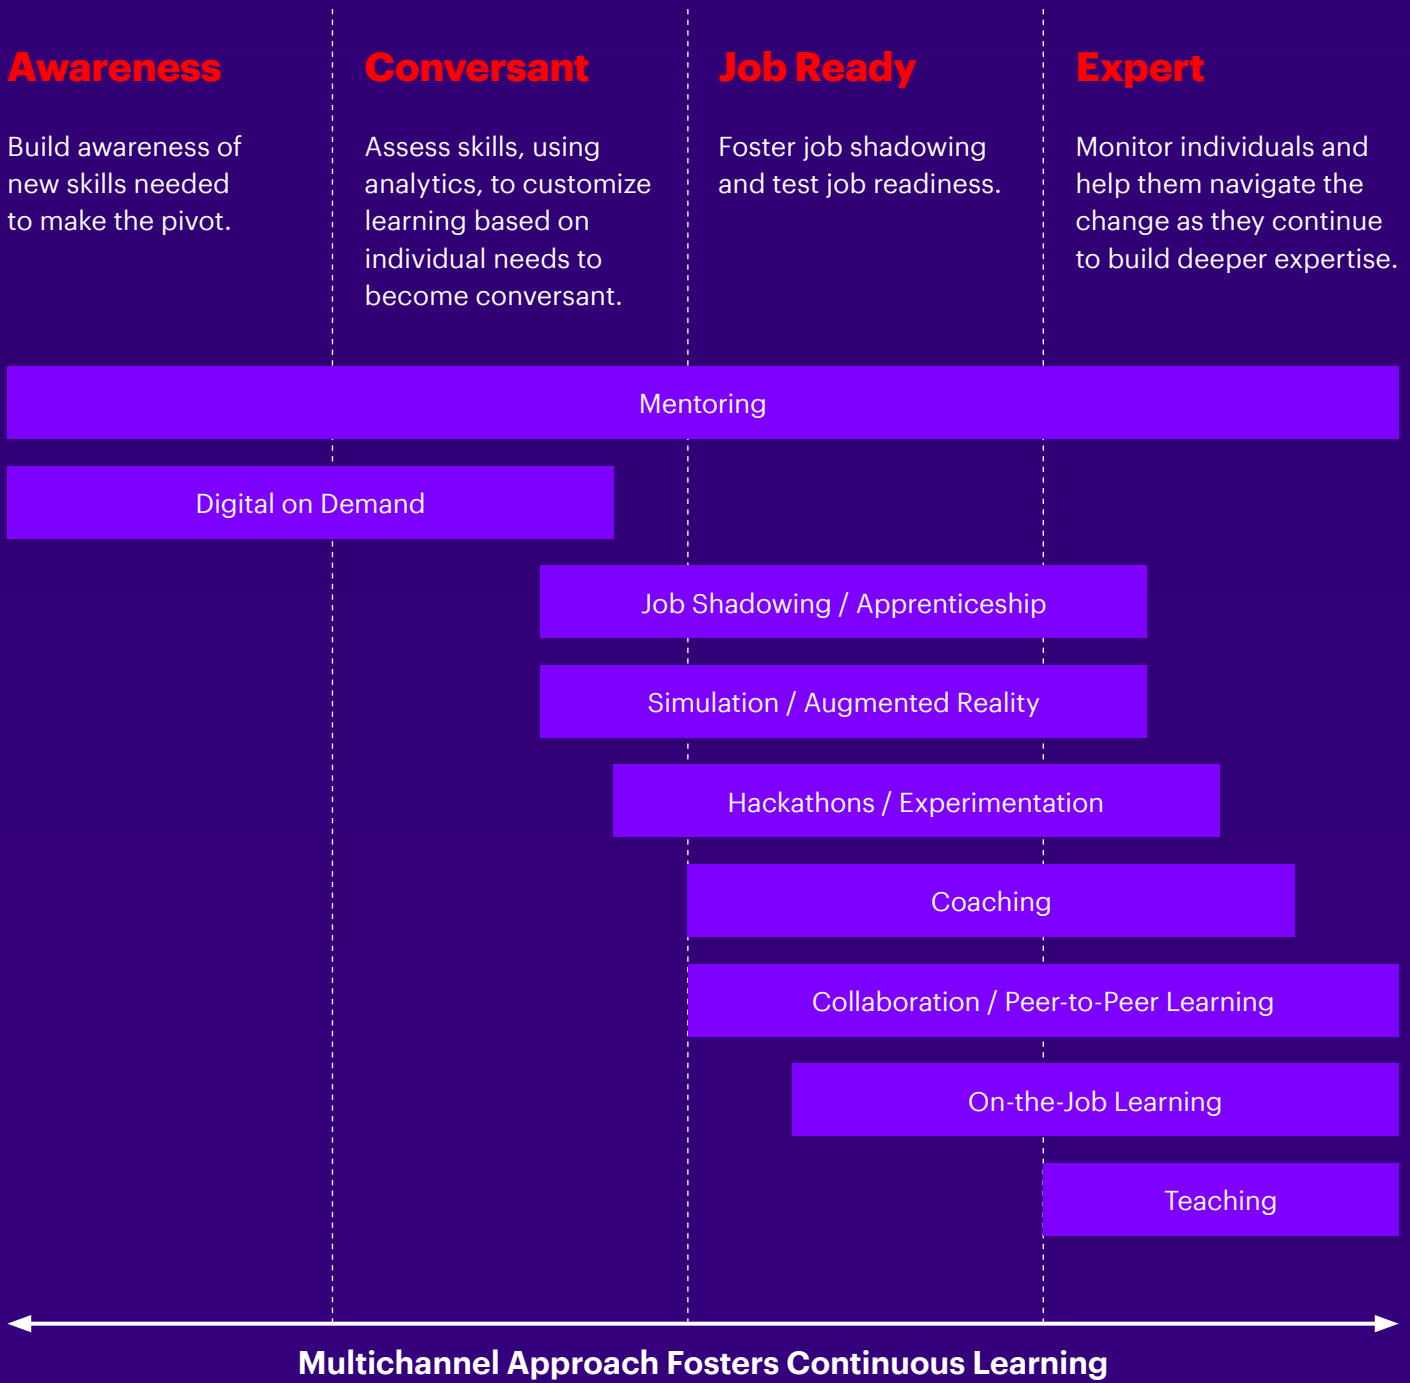 Awareness
Build awareness of
new skills needed
to make the pivot.
Conversant
Assess skills, using
analytics, to customize
learning based on
individual needs to
become conversant.
Job Ready
Foster job shadowing
and test job readiness.
Expert
Monitor individuals and
help them navigate the
change as they continue
to build deeper expertise.
Mentoring
Digital on Demand
Job Shadowing / Apprenticeship
Simulation / Augmented Reality
Hackathons / Experimentation
Coaching
Collaboration / Peer-to-Peer Learning
On-the-Job Learning
Teaching
Multichannel Approach Fosters Continuous Learning